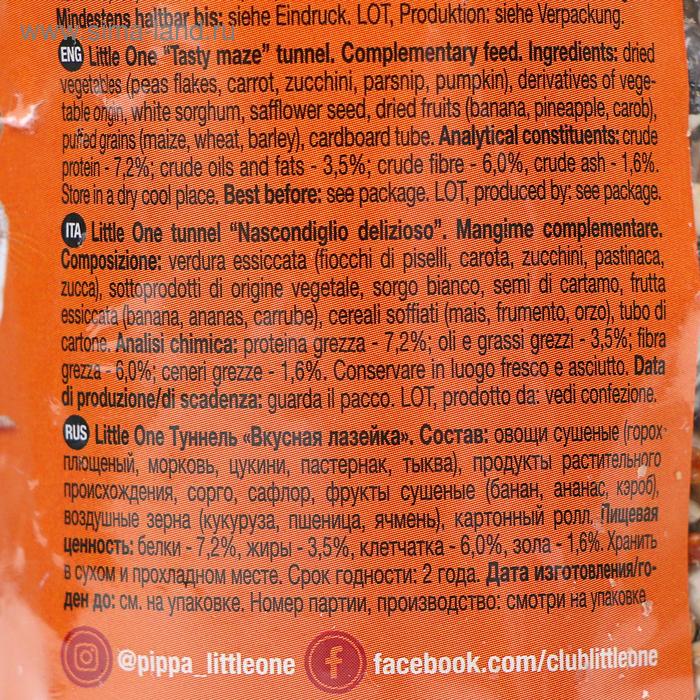 Mindestens haltbar bis: siehe Eindruck. LOT, Produktion: siehe Verpackung.
www.sima-land.ru
ENG Little One “Tasty maze” tunnel. Complementary feed. Ingredients: dried
vegetables (peas flakes, carrot, zucchini, parsnip, pumpkin), derivatives of vege-
table origin, white sorghum, safflower seed, dried fruits (banana, pineapple, carob),
puffed grains (maize, wheat, barley), cardboard tube. Analytical constituents: crude
protein - 7,2%; crude oils and fats - 3,5%; crude fibre - 6,0%, crude ash - 1,6%.
Store in a dry cool place. Best before: see package. LOT, produced by: see package.
ITA Little One tunnel “Nascondiglio delizioso”. Mangime complementare.
Composizione: verdura essiccata (fiocchi di piselli, carota, zucchini, pastinaca,
zucca), sottoprodotti di origine vegetale, sorgo bianco, semi di cartamo, frutta
essiccata (banana, ananas, carrube), cereali soffiati (mais, frumento, orzo), tubo di
cartone. Analisi chimica: proteina grezza - 7,2%; oli e grassi grezzi - 3,5%; fibra
grezza - 6,0%; ceneri grezze - 1,6%. Conservare in luogo fresco e asciutto. Data
di produzione/di scadenza: guarda il pacco. LOT, prodotto da: vedi confezione.
RUS Little One Туннель «Вкусная лазейка». Состав: овощи сушеные (горох
плющеный, морковь, цукини, пастернак, тыква), продукты растительного
происхождения, сорго, сафлор, фрукты сушеные (банан, ананас, кэроб),
воздушные зерна (кукуруза, пшеница, ячмень), картонный ролл. Пищевая
ценность: белки - 7,2%, жиры - 3,5%, клетчатка - 6,0%, зола - 1,6%. Хранить
в сухом и прохладном месте. Срок годности: 2 года. Дата изготовления/го-
ден до: см. на упаковке. Номер партии, производство: смотри на упаковке
@pippa_littleone facebook.com/clublittleone